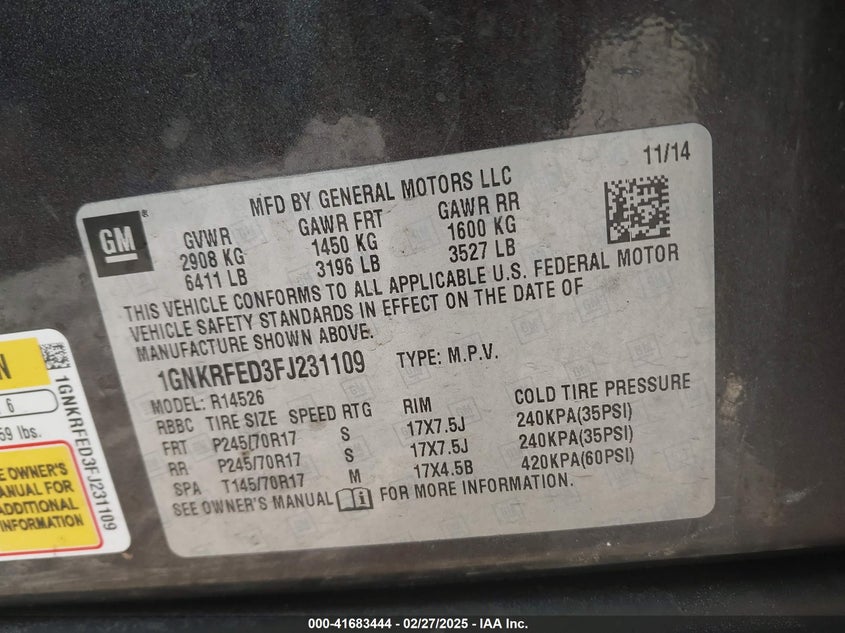 11/14
MFD BY GENERAL MOTORS LLC
GM ®
GVWR GAWR FRT GAWR RR
2908 KG 1450 KG 1600 KG
6411 LB 3196 LB 3527 LB
THIS VEHICLE CONFORMS TO ALL APPLICABLE U.S. FEDERAL MOTOR
VEHICLE SAFETY STANDARDS IN EFFECT ON THE DATE OF
MANUFACTURE SHOWN ABOVE.
1GNKRFED3FJ231109 TYPE: M.P.V.
MODEL: R14526
RBBC TIRE SIZE SPEED RTG RIM COLD TIRE PRESSURE
FRT P245/70R17 S 17X7.5J 240KPA(35PSI)
RR P245/70R17 S 17X7.5J 240KPA(35PSI)
SPA T145/70R17 M 17X4.5B 420KPA(60PSI)
SEE OWNER'S MANUAL FOR MORE INFORMATION.
N
6
59 lbs.
E OWNER'S
ANUAL FOR
ADDITIONAL
INFORMATION
1GNKRFED3FJ231109
000-41683444 - 02/27/2025 - IAA Inc.